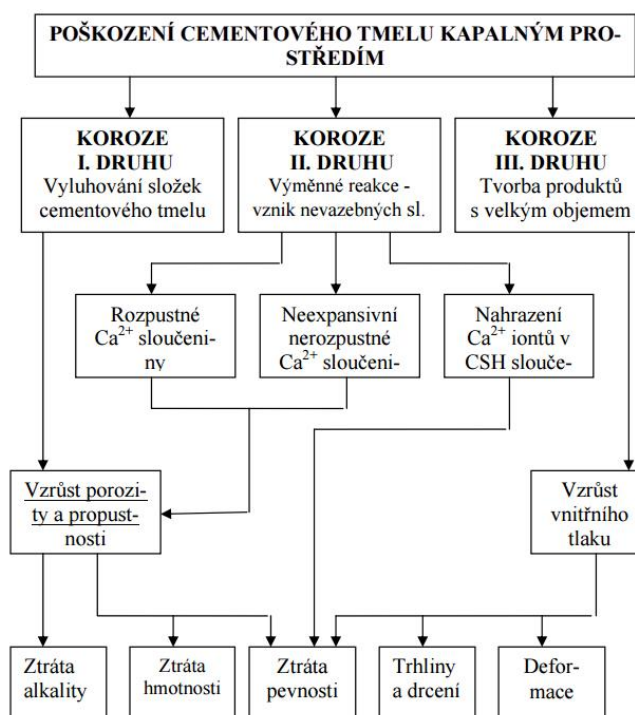 POŠKOZENÍ CEMENTOVÉHO TMELU KAPALNÝM PRO-
STŘEDÍM
KOROZE
I. DRUHU
Vyluhování složek
cementového tmelu
KOROZE
II. DRUHU
Výměnné reakce -
vznik nevazebných sl.
KOROZE
III. DRUHU
Tvorba produktů
s velkým objemem
Rozpustné
Ca²⁺ sloučeni-
ny
Neexpansivní
nerozpustné
Ca²⁺ sloučeni-
Nahrazení
Ca²⁺ iontů v
CSH slouče-
Vzrůst porozi-
ty a propust-
nosti
Vzrůst
vnitřního
tlaku
Ztráta
alkality
Ztráta
hmotnosti
Ztráta
pevnosti
Trhliny
a drcení
Defor-
mace